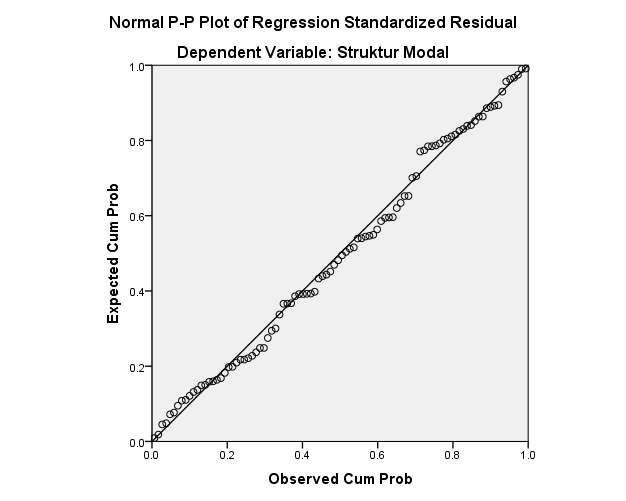 Normal P-P Plot of Regression Standardized Residual
Dependent Variable: Struktur Modal
1.0
0.8
0.6
0.4
0.2
0.0
Expected Cum Prob
0.0 0.2 0.4 0.6 0.8 1.0
Observed Cum Prob